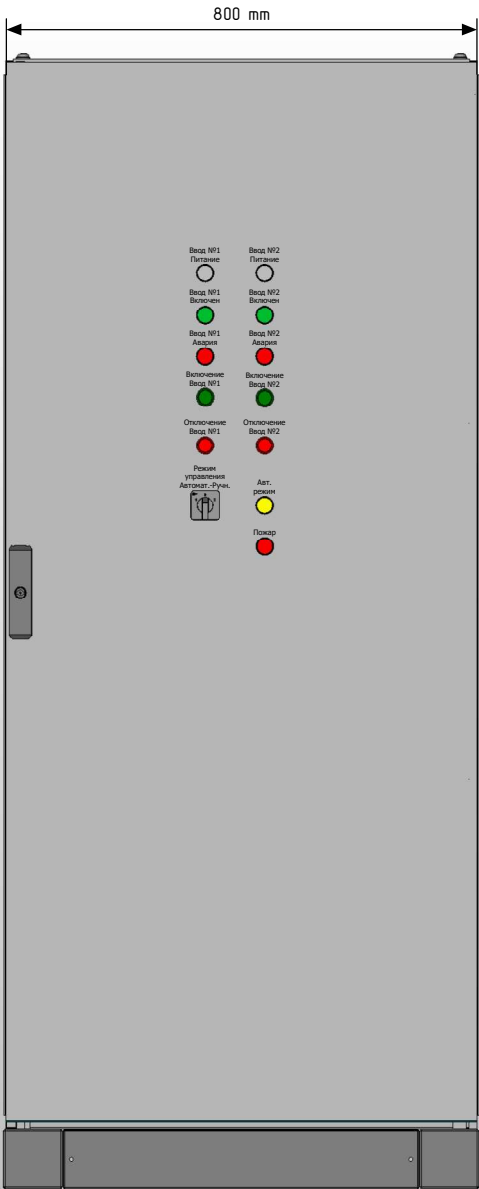 800 mm
Ввод №1
Питание
Ввод №2
Питание
Ввод №1
Включен
Ввод №2
Включен
Ввод №1
Авария
Ввод №2
Авария
Включение
Ввод №1
Включение
Ввод №2
Отключение
Ввод №1
Отключение
Ввод №2
Режим
управления
Автомат.-Ручн.
Авт.
режим
Пожар